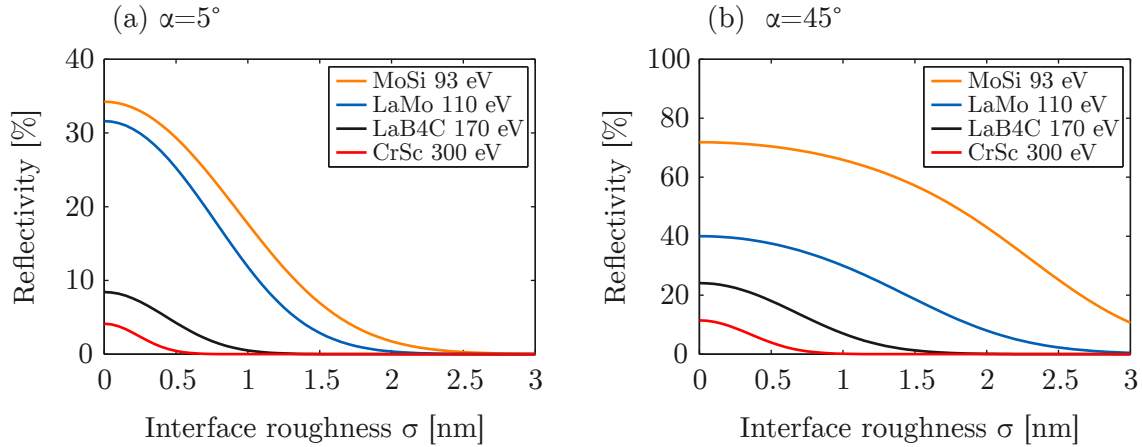 (a) α=5°
Reflectivity [%]
40
30
20
10
0
0 0.5 1 1.5 2 2.5 3
Interface roughness σ [nm]
MoSi 93 eV
LaMo 110 eV
LaB4C 170 eV
CrSc 300 eV
(b) α=45°
Reflectivity [%]
100
80
60
40
20
0
0 0.5 1 1.5 2 2.5 3
Interface roughness σ [nm]
MoSi 93 eV
LaMo 110 eV
LaB4C 170 eV
CrSc 300 eV